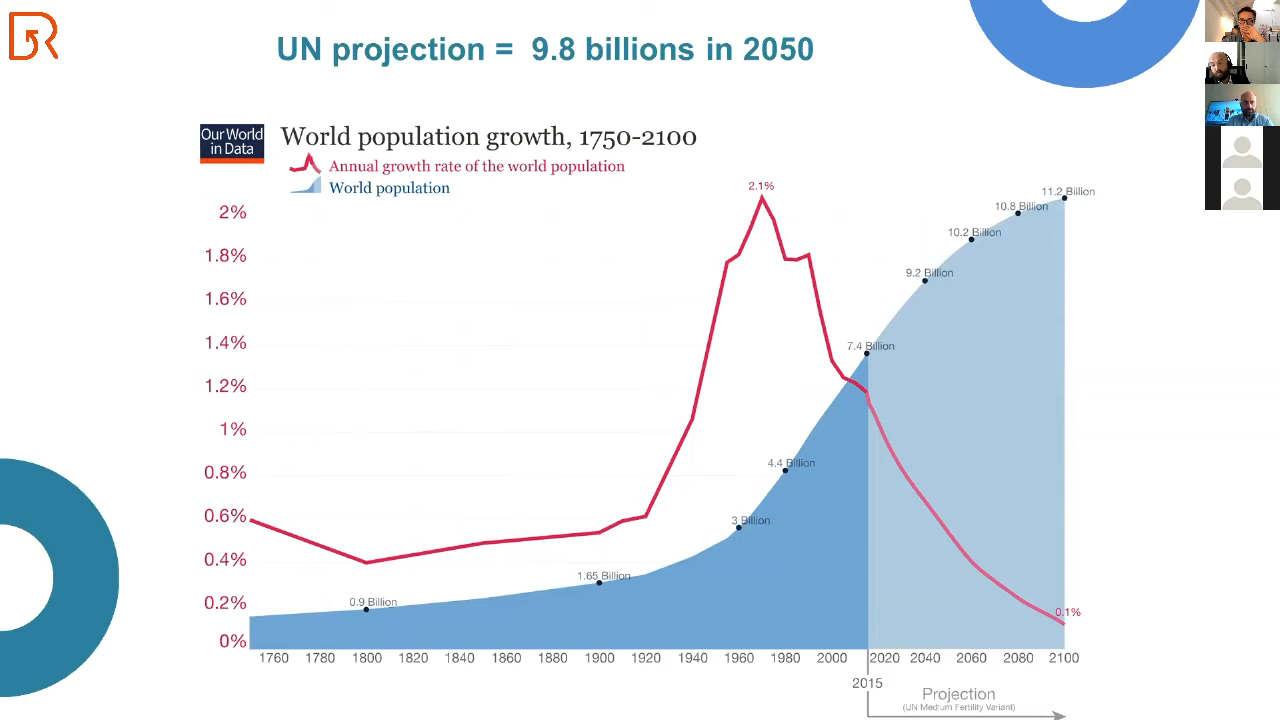 UN projection = 9.8 billions in 2050
Our World
in Data
World population growth, 1750-2100
Annual growth rate of the world population
World population
2.1%
11.2 Billion
10.8 Billion
10.2 Billion
9.2 Billion
7.4 Billion
4.4 Billion
3 Billion
1.65 Billion
0.9 Billion
0.1%
2%
1.8%
1.6%
1.4%
1.2%
1%
0.8%
0.6%
0.4%
0.2%
0%
1760 1780 1800 1820 1840 1860 1880 1900 1920 1940 1960 1980 2000 2020 2040 2060 2080 2100
2015
Projection
(UN Medium Fertility Variant)